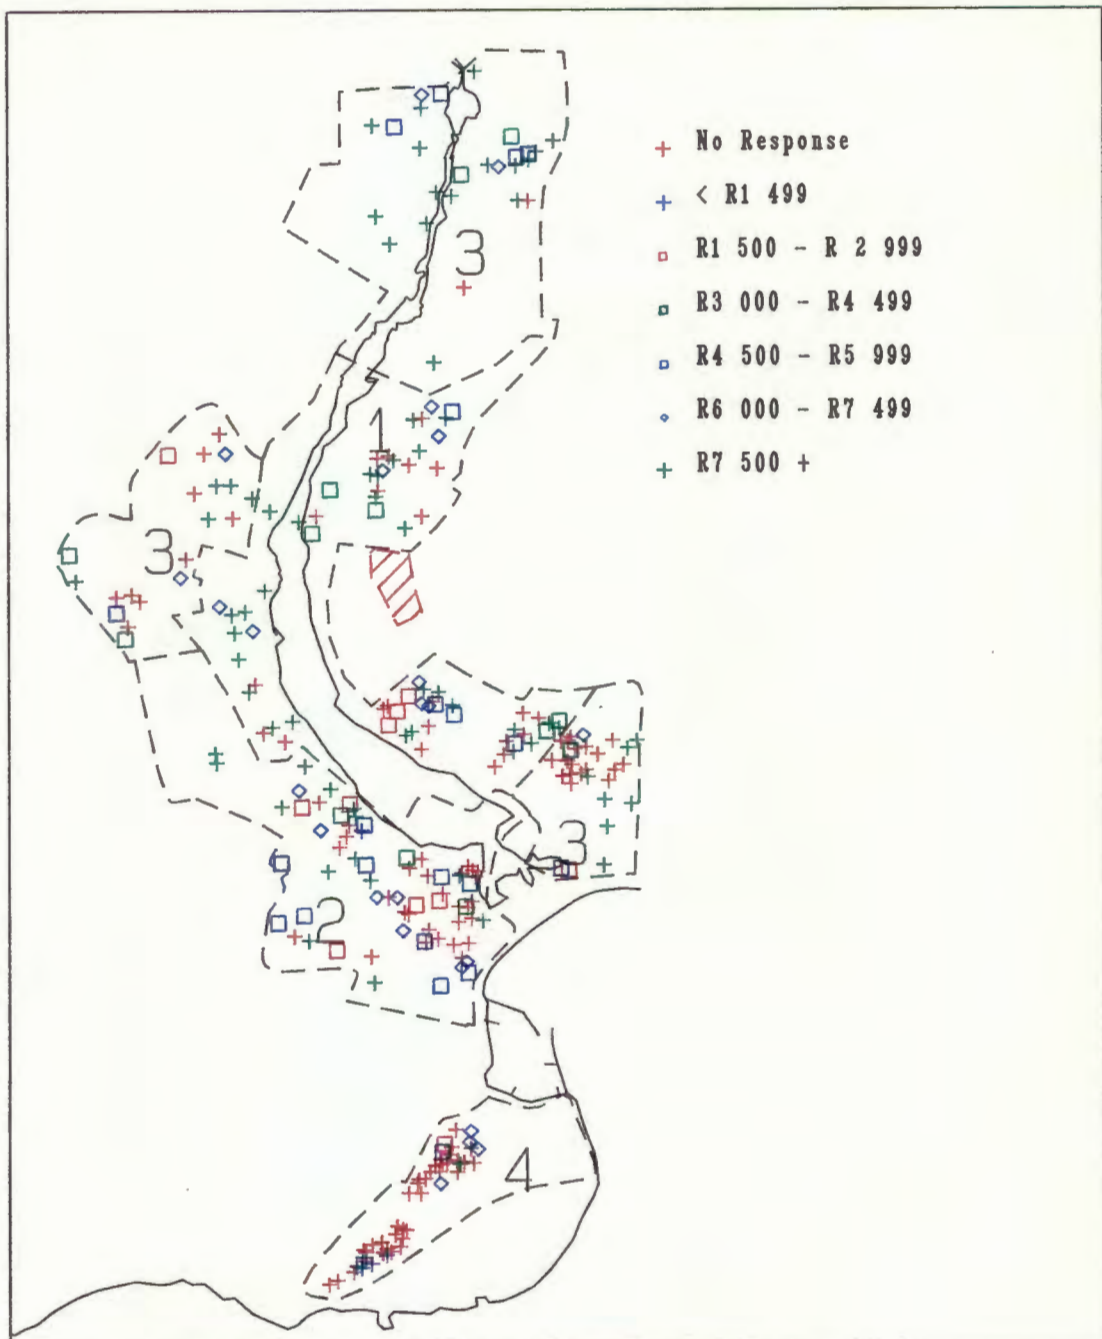 No Response
< R1 499
R1 500 - R 2 999
R3 000 - R4 499
R4 500 - R5 999
R6 000 - R7 499
R7 500 +
3
1
3
3
2
4